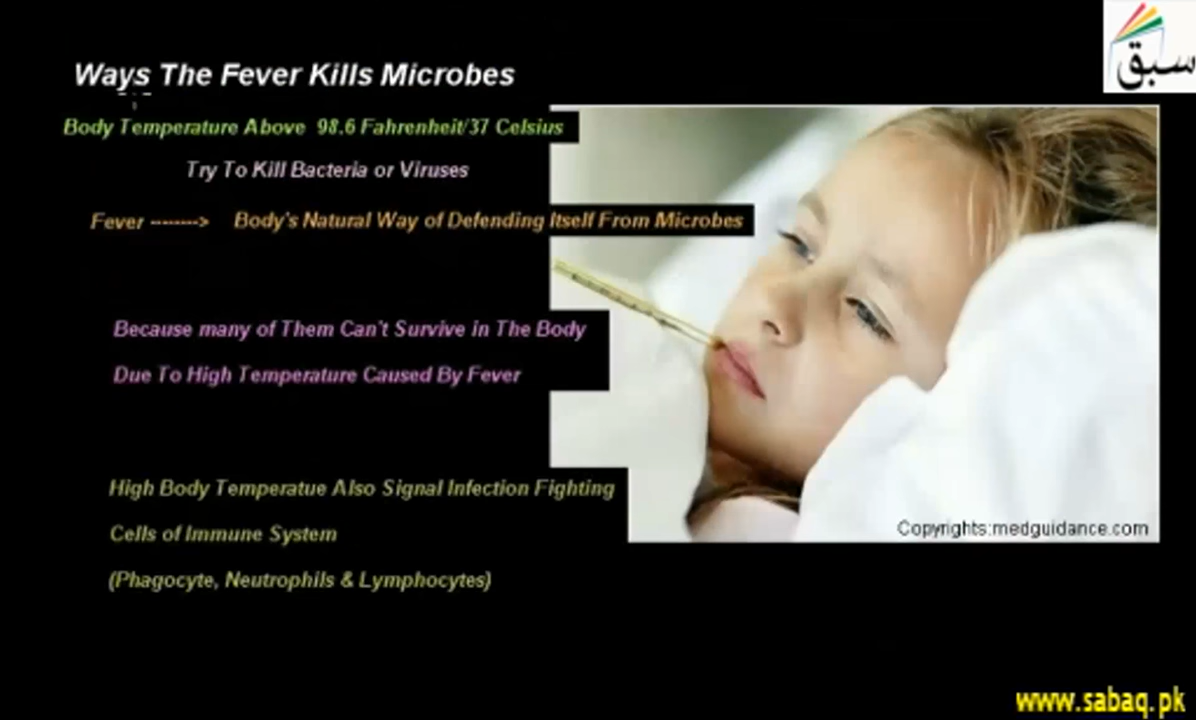 سبق
Ways The Fever Kills Microbes
Body Temperature Above 98.6 Fahrenheit/37 Celsius
Try To Kill Bacteria or Viruses
Fever --------> Body's Natural Way of Defending Itself From Microbes
Because many of Them Can't Survive in The Body
Due To High Temperature Caused By Fever
High Body Temperatue Also Signal Infection Fighting
Cells of Immune System
(Phagocyte, Neutrophils & Lymphocytes)
Copyrights:medguidance.com
www.sabaq.pk